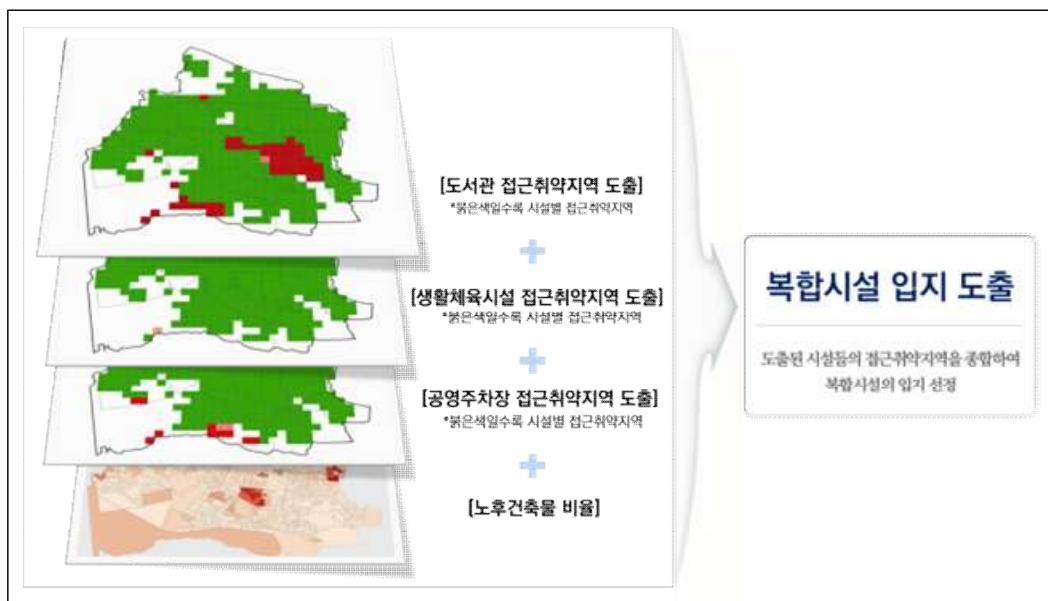 [도서관 접근취약지역 도출]
*붉은색일수록 시설별 접근취약지역
[생활체육시설 접근취약지역 도출]
*붉은색일수록 시설별 접근취약지역
[공영주차장 접근취약지역 도출]
*붉은색일수록 시설별 접근취약지역
[노후건축물 비율]
복합시설 입지 도출
도출된 시설들의 접근취약지역을 종합하여
복합시설의 입지 선정